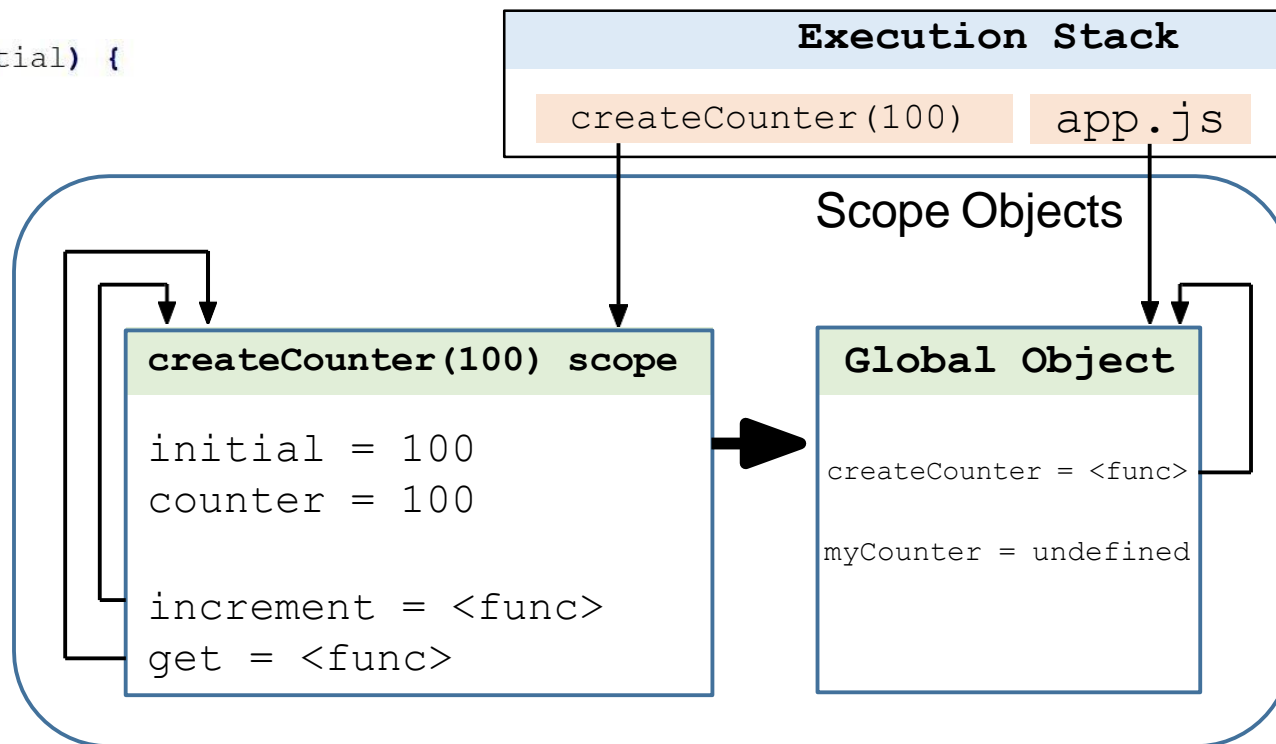 tial) {
Execution Stack
createCounter(100) app.js
Scope Objects
createCounter(100) scope
initial = 100
counter = 100
increment = <func>
get = <func>
Global Object
createCounter = <func>
myCounter = undefined